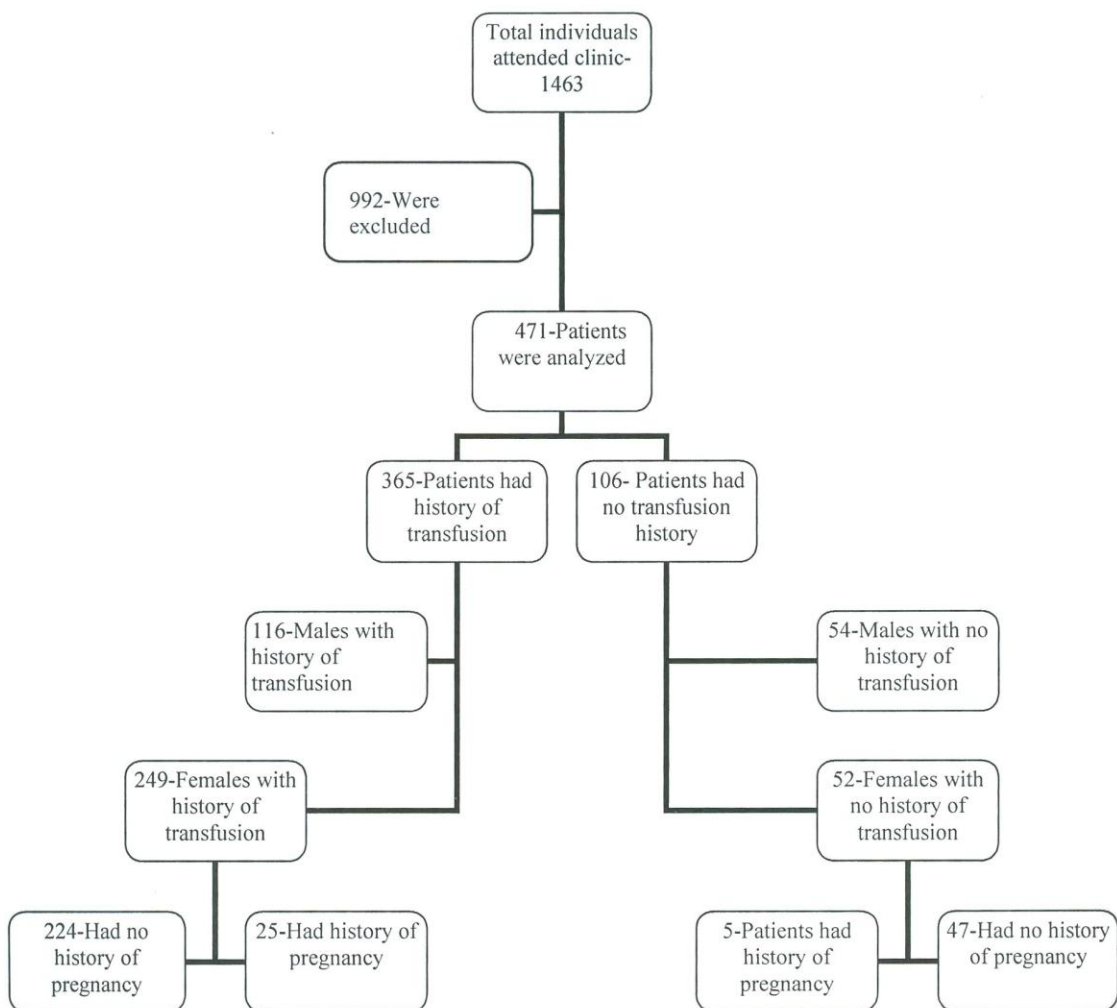 Total individuals
attended clinic-
1463
992-Were
excluded
471-Patients
were analyzed
365-Patients had
history of
transfusion
106- Patients had
no transfusion
history
116-Males with
history of
transfusion
54-Males with no
history of
transfusion
249-Females with
history of
transfusion
52-Females with
no history of
transfusion
224-Had no
history of
pregnancy
25-Had history of
pregnancy
5-Patients had
history of
pregnancy
47-Had no history
of pregnancy